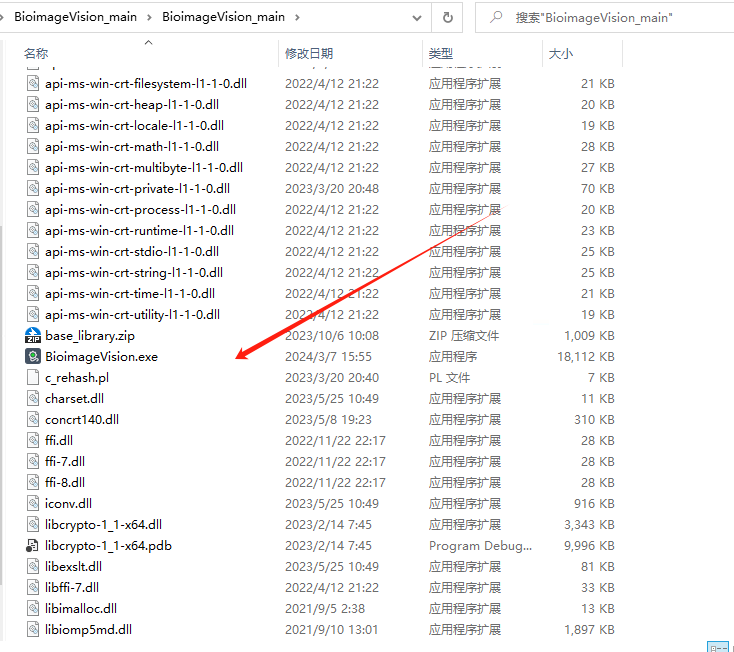 BioimageVision_main > BioimageVision_main > 搜索"BioimageVision_main"
名称 修改日期 类型 大小
api-ms-win-crt-filesystem-l1-1-0.dll 2022/4/12 21:22 应用程序扩展 21 KB
api-ms-win-crt-heap-l1-1-0.dll 2022/4/12 21:22 应用程序扩展 20 KB
api-ms-win-crt-locale-l1-1-0.dll 2022/4/12 21:22 应用程序扩展 19 KB
api-ms-win-crt-math-l1-1-0.dll 2022/4/12 21:22 应用程序扩展 28 KB
api-ms-win-crt-multibyte-l1-1-0.dll 2022/4/12 21:22 应用程序扩展 27 KB
api-ms-win-crt-private-l1-1-0.dll 2023/3/20 20:48 应用程序扩展 70 KB
api-ms-win-crt-process-l1-1-0.dll 2022/4/12 21:22 应用程序扩展 20 KB
api-ms-win-crt-runtime-l1-1-0.dll 2022/4/12 21:22 应用程序扩展 23 KB
api-ms-win-crt-stdio-l1-1-0.dll 2022/4/12 21:22 应用程序扩展 25 KB
api-ms-win-crt-string-l1-1-0.dll 2022/4/12 21:22 应用程序扩展 25 KB
api-ms-win-crt-time-l1-1-0.dll 2022/4/12 21:22 应用程序扩展 21 KB
api-ms-win-crt-utility-l1-1-0.dll 2022/4/12 21:22 应用程序扩展 19 KB
base_library.zip 2023/10/6 10:08 ZIP 压缩文件 1,009 KB
BioimageVision.exe 2024/3/7 15:55 应用程序 18,112 KB
c_rehash.pl 2023/3/20 20:40 PL 文件 7 KB
charset.dll 2023/5/25 10:49 应用程序扩展 11 KB
concrt140.dll 2023/5/8 19:23 应用程序扩展 310 KB
ffi.dll 2022/11/22 22:17 应用程序扩展 28 KB
ffi-7.dll 2022/11/22 22:17 应用程序扩展 28 KB
ffi-8.dll 2022/11/22 22:17 应用程序扩展 28 KB
iconv.dll 2023/5/25 10:49 应用程序扩展 916 KB
libcrypto-1_1-x64.dll 2023/2/14 7:45 应用程序扩展 3,343 KB
libcrypto-1_1-x64.pdb 2023/2/14 7:45 Program Debug... 9,996 KB
libexslt.dll 2023/5/25 10:49 应用程序扩展 81 KB
libffi-7.dll 2022/4/12 21:22 应用程序扩展 33 KB
libimalloc.dll 2021/9/5 2:38 应用程序扩展 13 KB
libiomp5md.dll 2021/9/10 13:01 应用程序扩展 1,897 KB